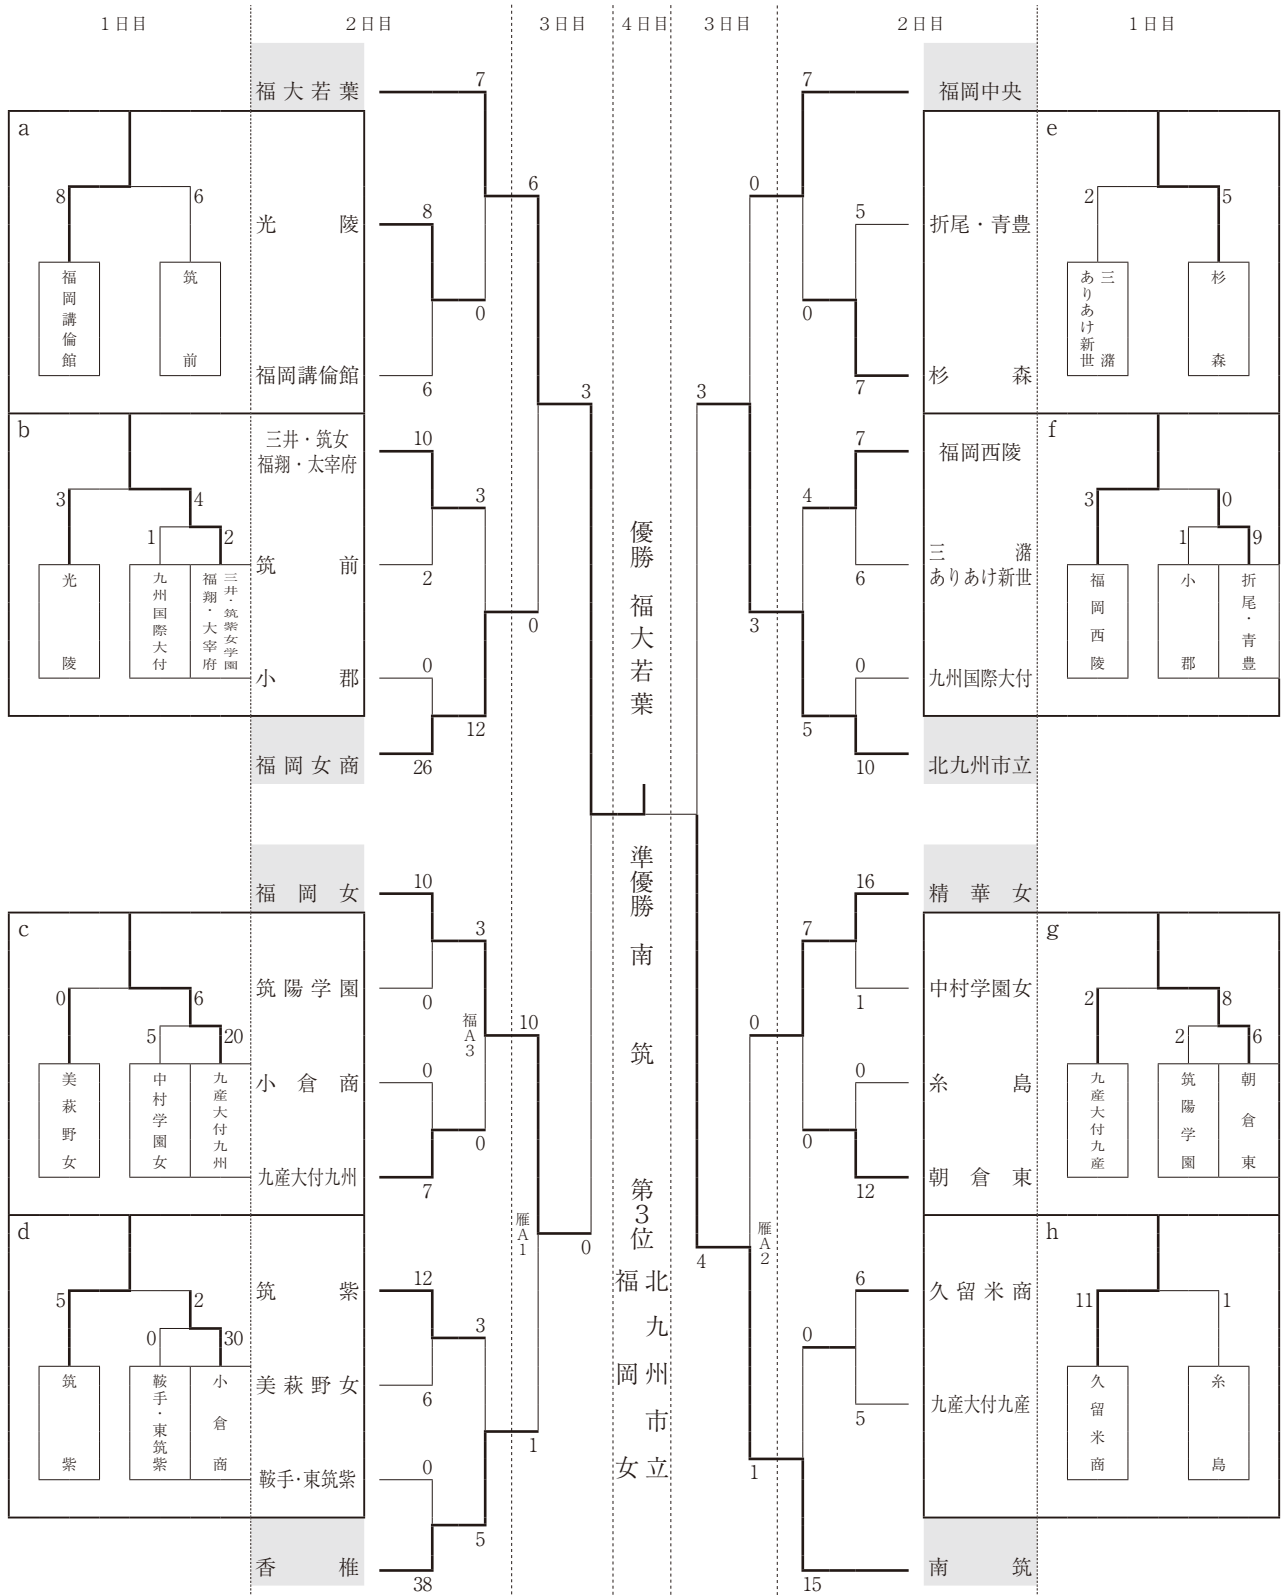 1日目
2日目
3日目
4日目
3日目
2日目
1日目
福大若葉
7
a
8
6
福岡講倫館
筑前
光陵
8
0
福岡講倫館
6
6
b
3
4
1
2
光陵
九州国際大付
三井・筑紫女学園
福翔・大宰府
三井・筑女
福翔・太宰府
10
3
筑前
2
小郡
0
0
12
福岡女商
26
3
福岡女
10
3
c
0
6
5
20
美萩野女
中村学園女
九産大付九州
筑陽学園
0
福A3
10
小倉商
0
0
九産大付九州
7
d
5
2
0
30
筑紫
鞍手・東筑紫
小倉商
筑紫
12
3
美萩野女
6
雁A1
1
0
鞍手・東筑紫
0
5
香椎
38
優勝 福大若葉
準優勝 南筑
第3位
北九州市立
福岡女
福岡中央
7
0
e
2
5
三潴
ありあけ新世
杉森
折尾・青豊
5
0
杉森
7
3
f
3
0
1
9
福岡西陵
小郡
折尾・青豊
福岡西陵
7
4
三潴
ありあけ新世
6
3
九州国際大付
0
5
北九州市立
10
精華女
16
7
g
2
8
2
6
九産大付九産
筑陽学園
朝倉東
中村学園女
1
0
糸島
0
0
朝倉東
12
雁A2
4
h
11
1
久留米商
糸島
久留米商
6
0
九産大付九産
5
1
南筑
15